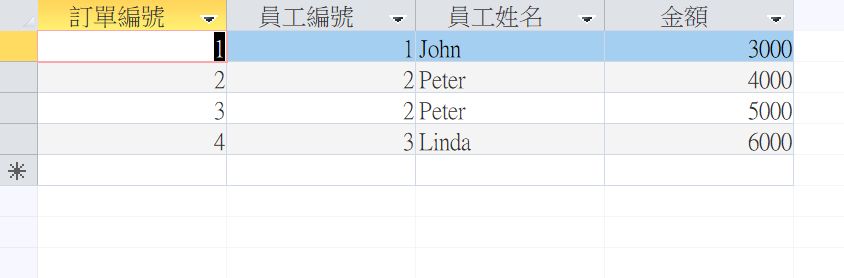 訂單編號 員工編號 員工姓名 金額
1 1 John 3000
2 2 Peter 4000
3 2 Peter 5000
4 3 Linda 6000